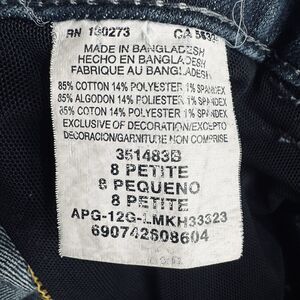 RN 130273 CA 5532
MADE IN BANGLADESH
HECHO EN BANGLADESH
FABRIQUE AU BANGLADESH
85% COTTON 14% POLYESTER 1% SPANDEX
85% ALGODON 14% POLIESTER 1% SPANDEX
85% COTON 14% POLYESTER 1% SPANDEX
EXCLUSIVE OF DECORATION/EXCEPTO
DECORACION/GARNITURE NON COMPRISE
351483B
8 PETITE
8 PEQUENO
8 PETITE
APG-12G-LMKH33323
690742608604